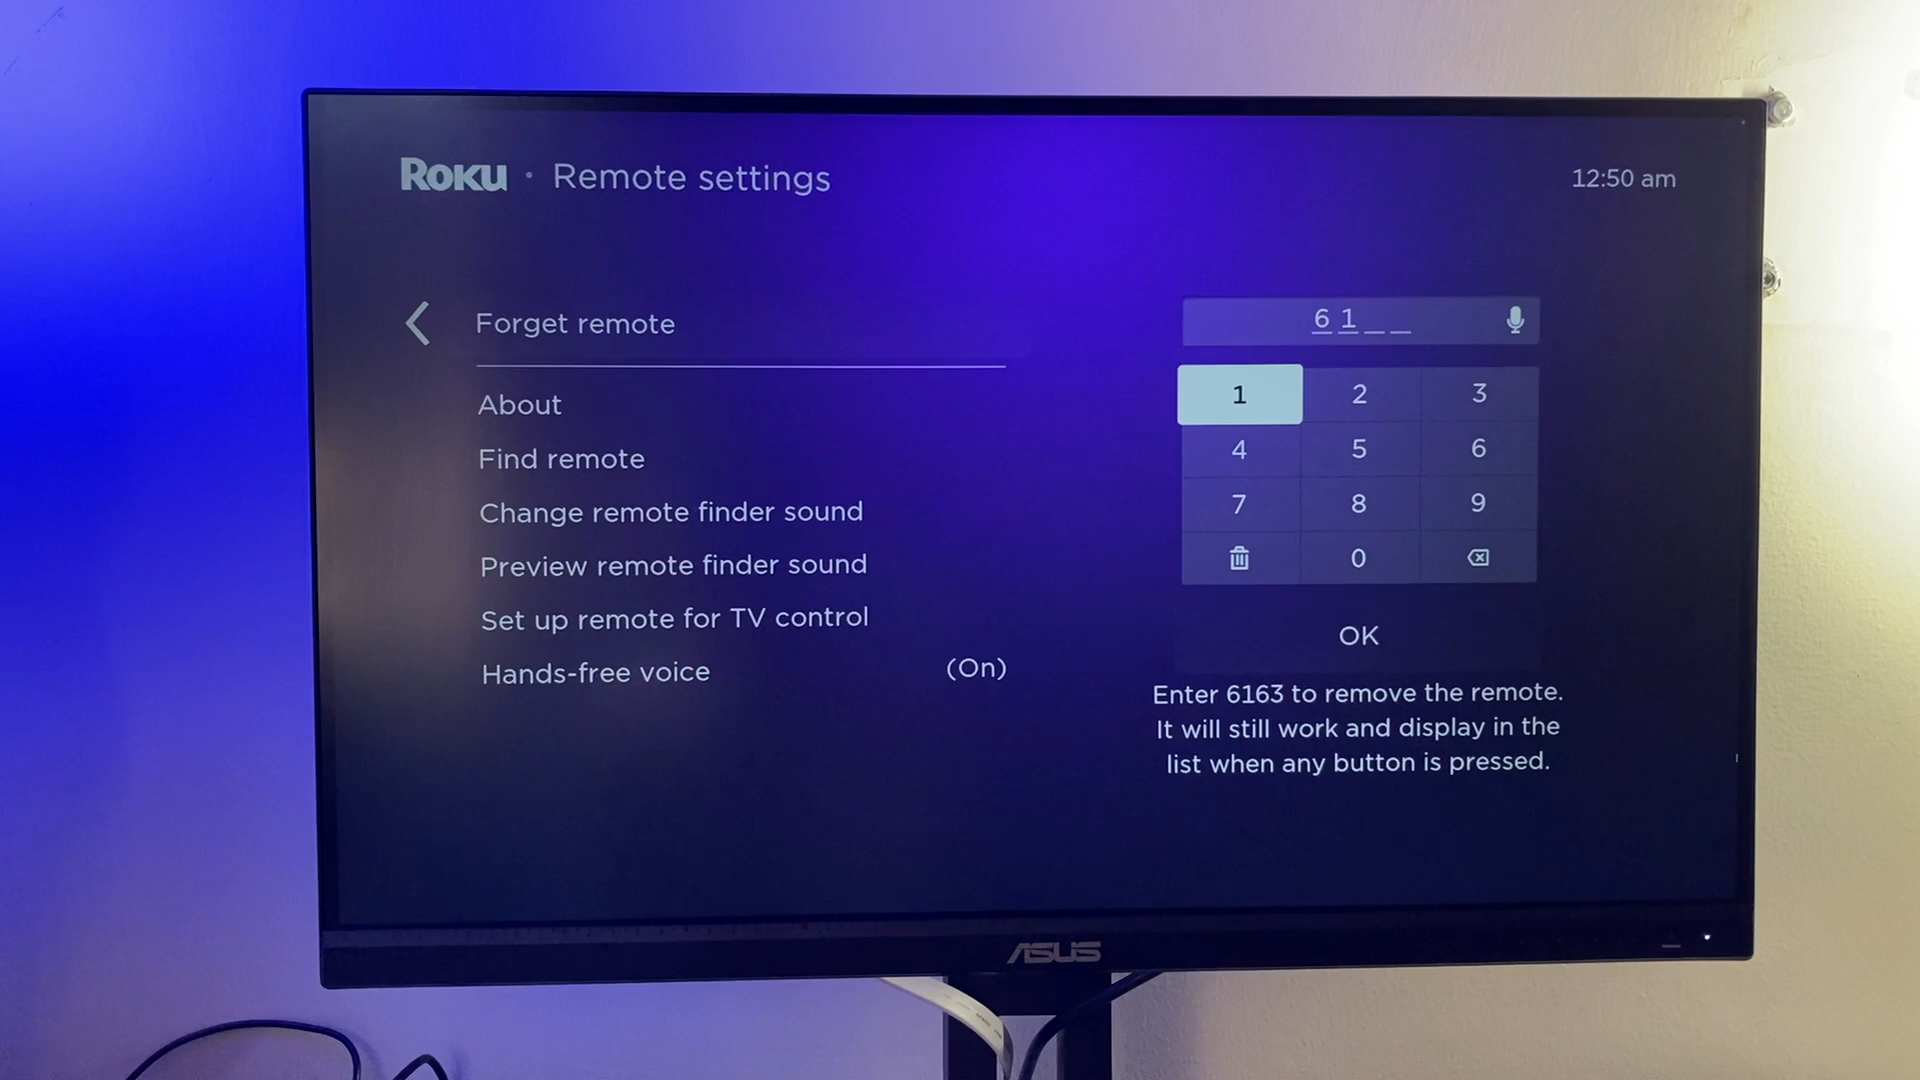 Roku · Remote settings
12:50 am
Forget remote
About
Find remote
Change remote finder sound
Preview remote finder sound
Set up remote for TV control
Hands-free voice (On)
6 1 _ _
1 2 3
4 5 6
7 8 9
0
OK
Enter 6163 to remove the remote.
It will still work and display in the
list when any button is pressed.
ASUS